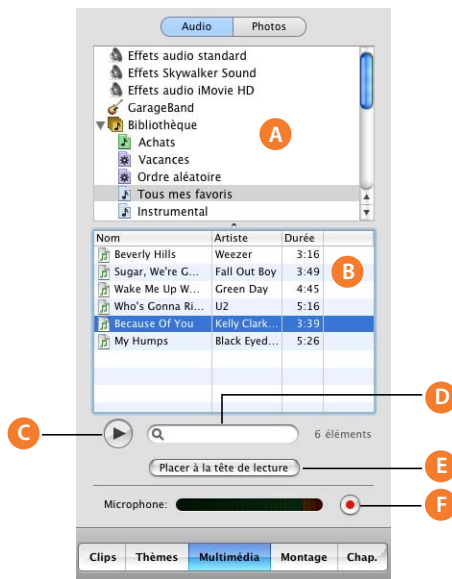 Audio Photos
Effets audio standard
Effets Skywalker Sound
Effets audio iMovie HD
GarageBand
Bibliothèque
A
Achats
Vacances
Ordre aléatoire
Tous mes favoris
Instrumental
Nom Artiste Durée
Beverly Hills Weezer 3:16
B
Sugar, We're G... Fall Out Boy 3:49
Wake Me Up W... Green Day 4:45
Who's Gonna Ri... U2 5:16
Because Of You Kelly Clark... 3:39
My Humps Black Eyed... 5:26
D
C 6 éléments
Placer à la tête de lecture E
Microphone: F
Clips Thèmes Multimédia Montage Chap.